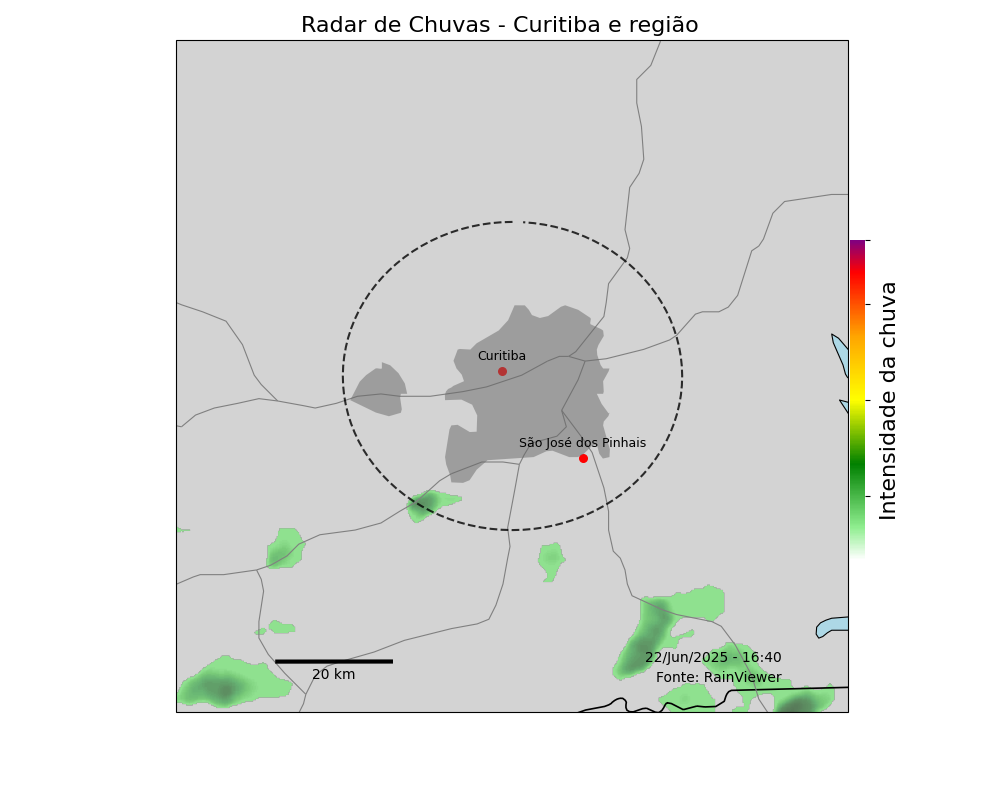 Radar de Chuvas - Curitiba e região
Curitiba
São José dos Pinhais
Intensidade da chuva
22/Jun/2025 - 16:40
Fonte: RainViewer
20 km